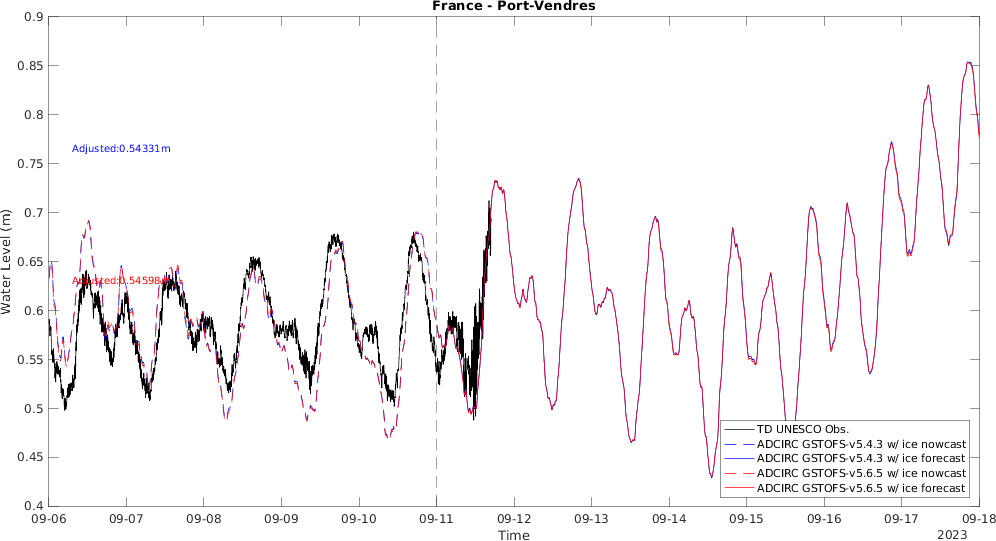 France - Port-Vendres
0.9
0.85
0.8
0.75
0.7
0.65
0.6
0.55
0.5
0.45
0.4
Water Level (m)
Adjusted:0.54331m
Adjusted:0.54598m
TD UNESCO Obs.
ADCIRC GSTOFS-v5.4.3 w/ ice nowcast
ADCIRC GSTOFS-v5.4.3 w/ ice forecast
ADCIRC GSTOFS-v5.6.5 w/ ice nowcast
ADCIRC GSTOFS-v5.6.5 w/ ice forecast
09-06 09-07 09-08 09-09 09-10 09-11 09-12 09-13 09-14 09-15 09-16 09-17 09-18
Time
2023